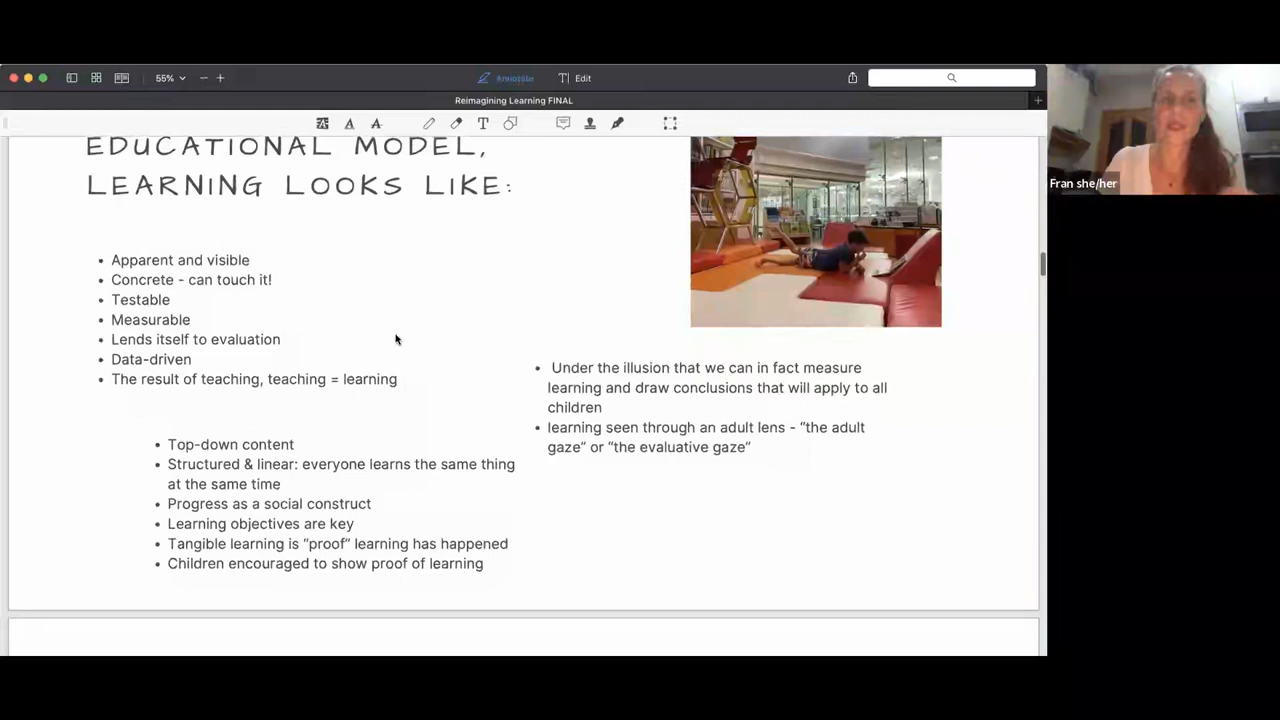 55%
Annotate
Edit
Reimagining Learning FINAL
EDUCATIONAL MODEL,
LEARNING LOOKS LIKE:
Fran she/her
• Apparent and visible
• Concrete - can touch it!
• Testable
• Measurable
• Lends itself to evaluation
• Data-driven
• The result of teaching, teaching = learning
• Under the illusion that we can in fact measure
learning and draw conclusions that will apply to all
children
• learning seen through an adult lens - “the adult
gaze” or “the evaluative gaze”
• Top-down content
• Structured & linear: everyone learns the same thing
at the same time
• Progress as a social construct
• Learning objectives are key
• Tangible learning is “proof” learning has happened
• Children encouraged to show proof of learning